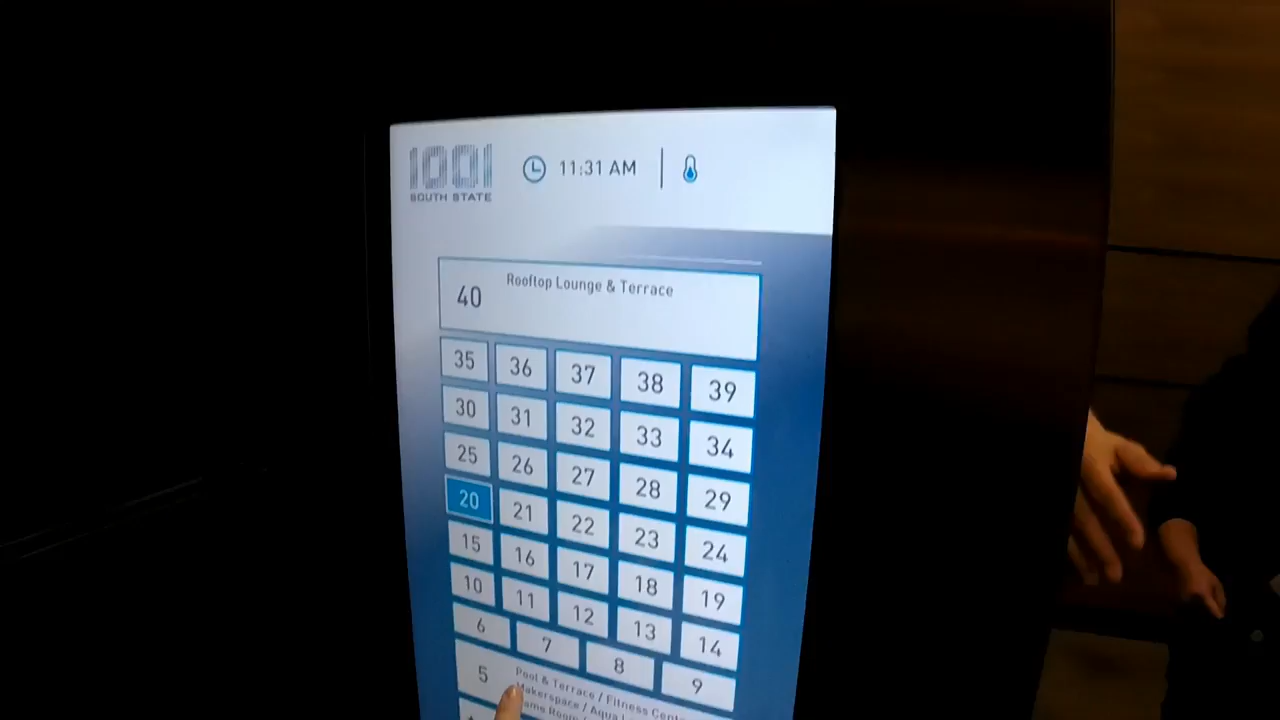 1001
SOUTH STATE
11:31 AM
40 Rooftop Lounge & Terrace
35 36 37 38 39
30 31 32 33 34
25 26 27 28 29
20 21 22 23 24
15 16 17 18 19
10 11 12 13 14
6 7 8 9
5 Pool & Terrace / Fitness
Makerspace / Aqua
Room